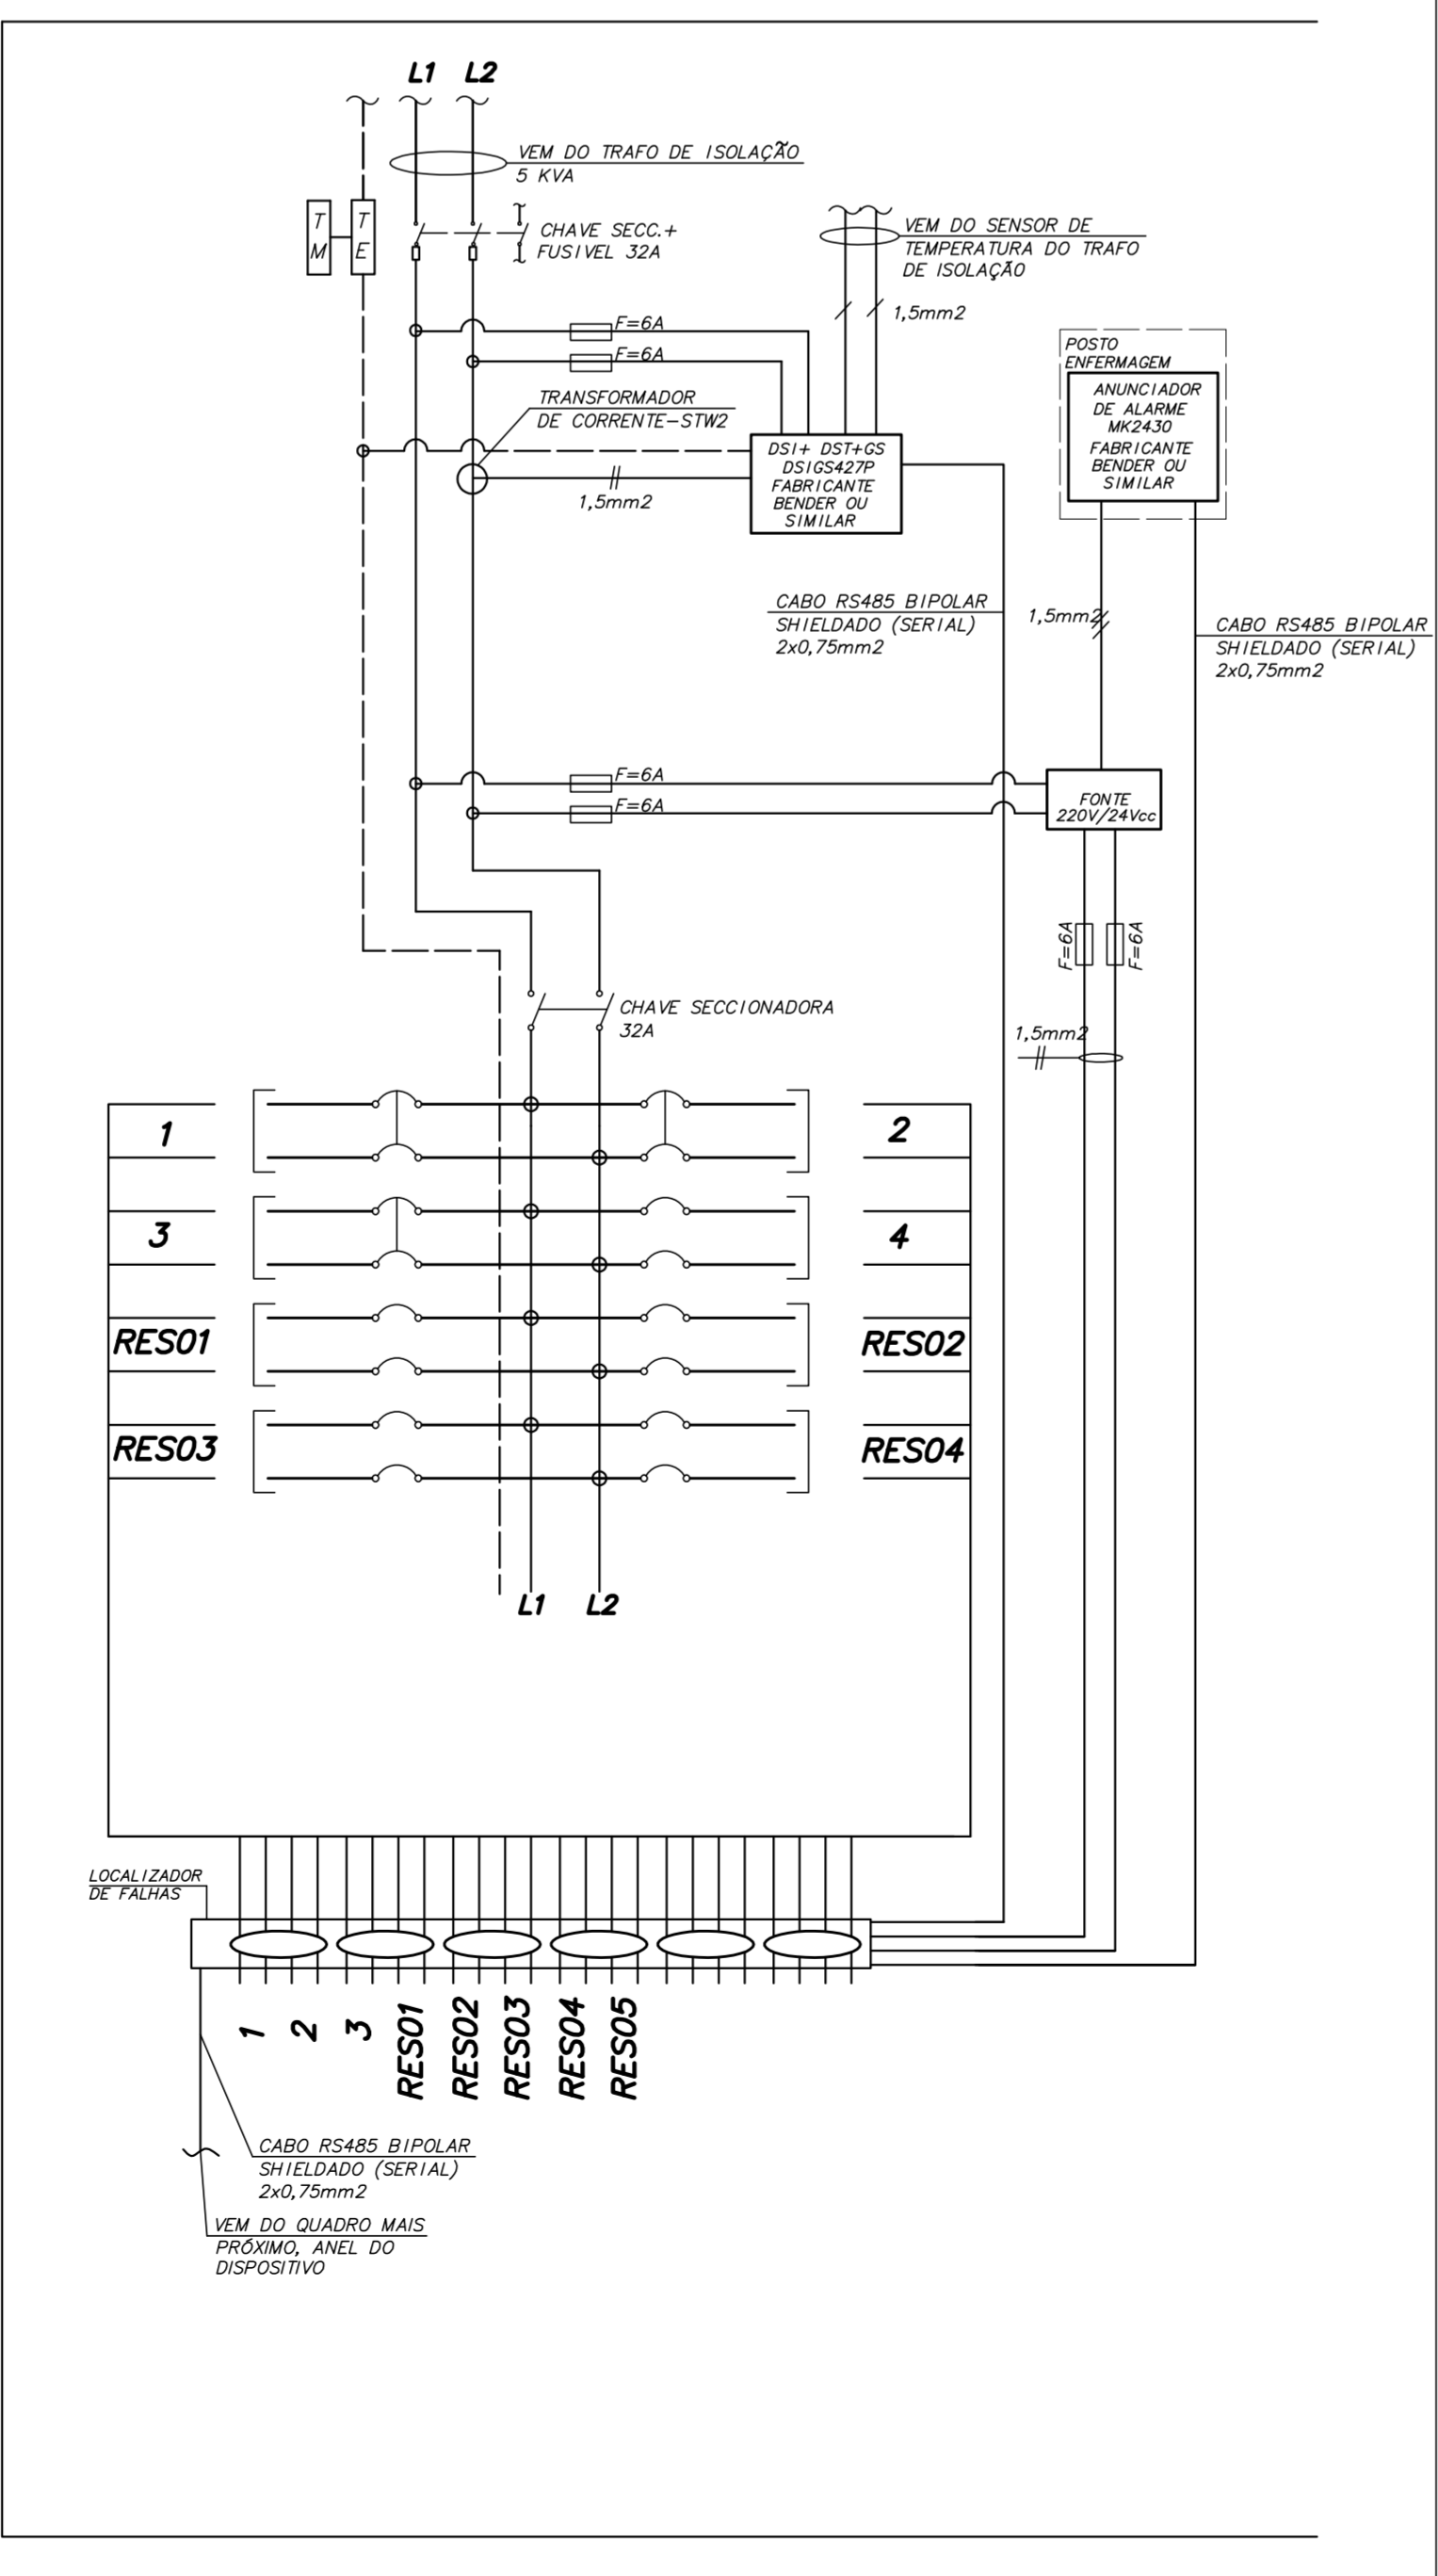 L1 L2
VEM DO TRAFO DE ISOLAÇÃO
5 KVA
T
M
T
E
CHAVE SECC.+
FUSIVEL 32A
VEM DO SENSOR DE
TEMPERATURA DO TRAFO
DE ISOLAÇÃO
1,5mm2
F=6A
F=6A
POSTO
ENFERMAGEM
ANUNCIADOR
DE ALARME
MK2430
FABRICANTE
BENDER OU
SIMILAR
TRANSFORMADOR
DE CORRENTE-STW2
1,5mm2
DSI+ DST+GS
DSIGS427P
FABRICANTE
BENDER OU
SIMILAR
CABO RS485 BIPOLAR
SHIELDADO (SERIAL)
2x0,75mm2
1,5mm2
CABO RS485 BIPOLAR
SHIELDADO (SERIAL)
2x0,75mm2
F=6A
F=6A
FONTE
220V/24Vcc
F=6A
F=6A
CHAVE SECCIONADORA
32A
1,5mm2
1
2
3
4
RES01
RES02
RES03
RES04
L1 L2
LOCALIZADOR
DE FALHAS
1
2
3
RES01
RES02
RES03
RES04
RES05
CABO RS485 BIPOLAR
SHIELDADO (SERIAL)
2x0,75mm2
VEM DO QUADRO MAIS
PRÓXIMO, ANEL DO
DISPOSITIVO